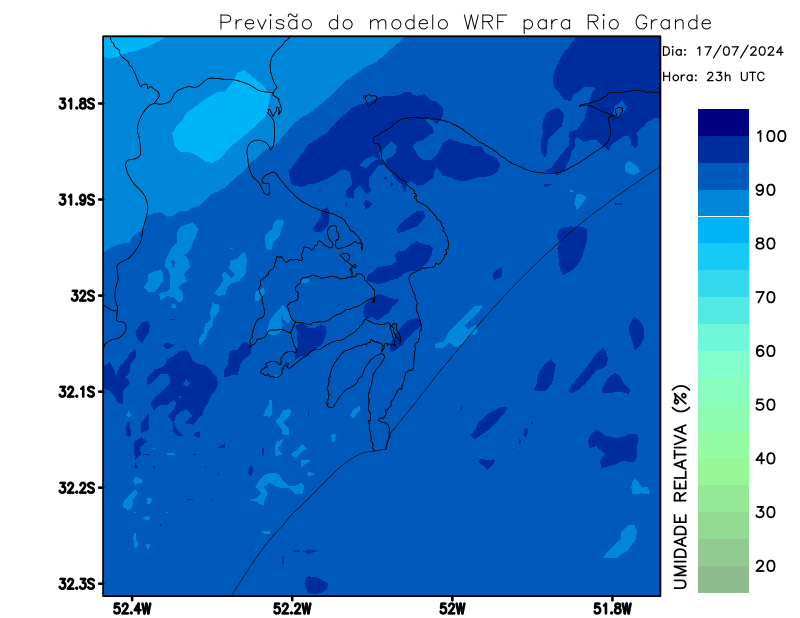 Previsão do modelo WRF para Rio Grande
Dia: 17/07/2024
Hora: 23h UTC
31.8S
31.9S
32S
32.1S
32.2S
32.3S
52.4W
52.2W
52W
51.8W
100
90
80
70
60
50
40
30
20
UMIDADE RELATIVA (%)